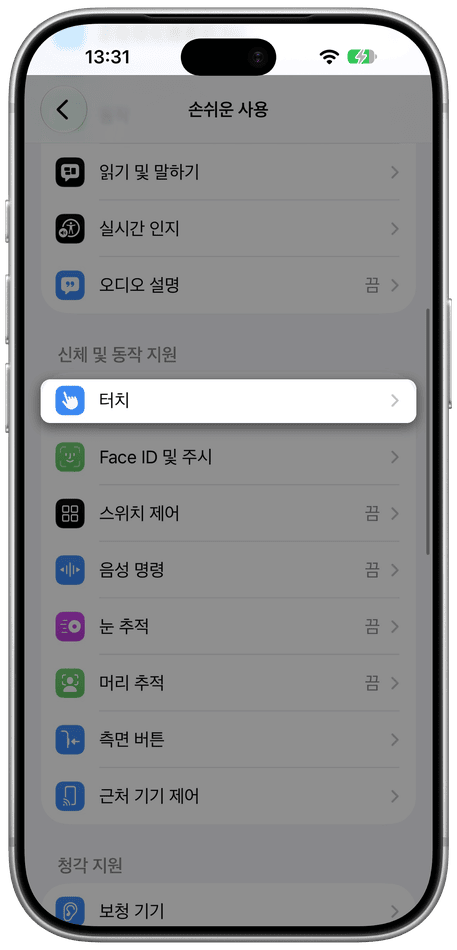 13:31
손쉬운 사용
읽기 및 말하기
실시간 인지
오디오 설명 끔
신체 및 동작 지원
터치
Face ID 및 주시
스위치 제어 끔
음성 명령 끔
눈 추적 끔
머리 추적 끔
측면 버튼
근처 기기 제어
청각 지원
보청 기기